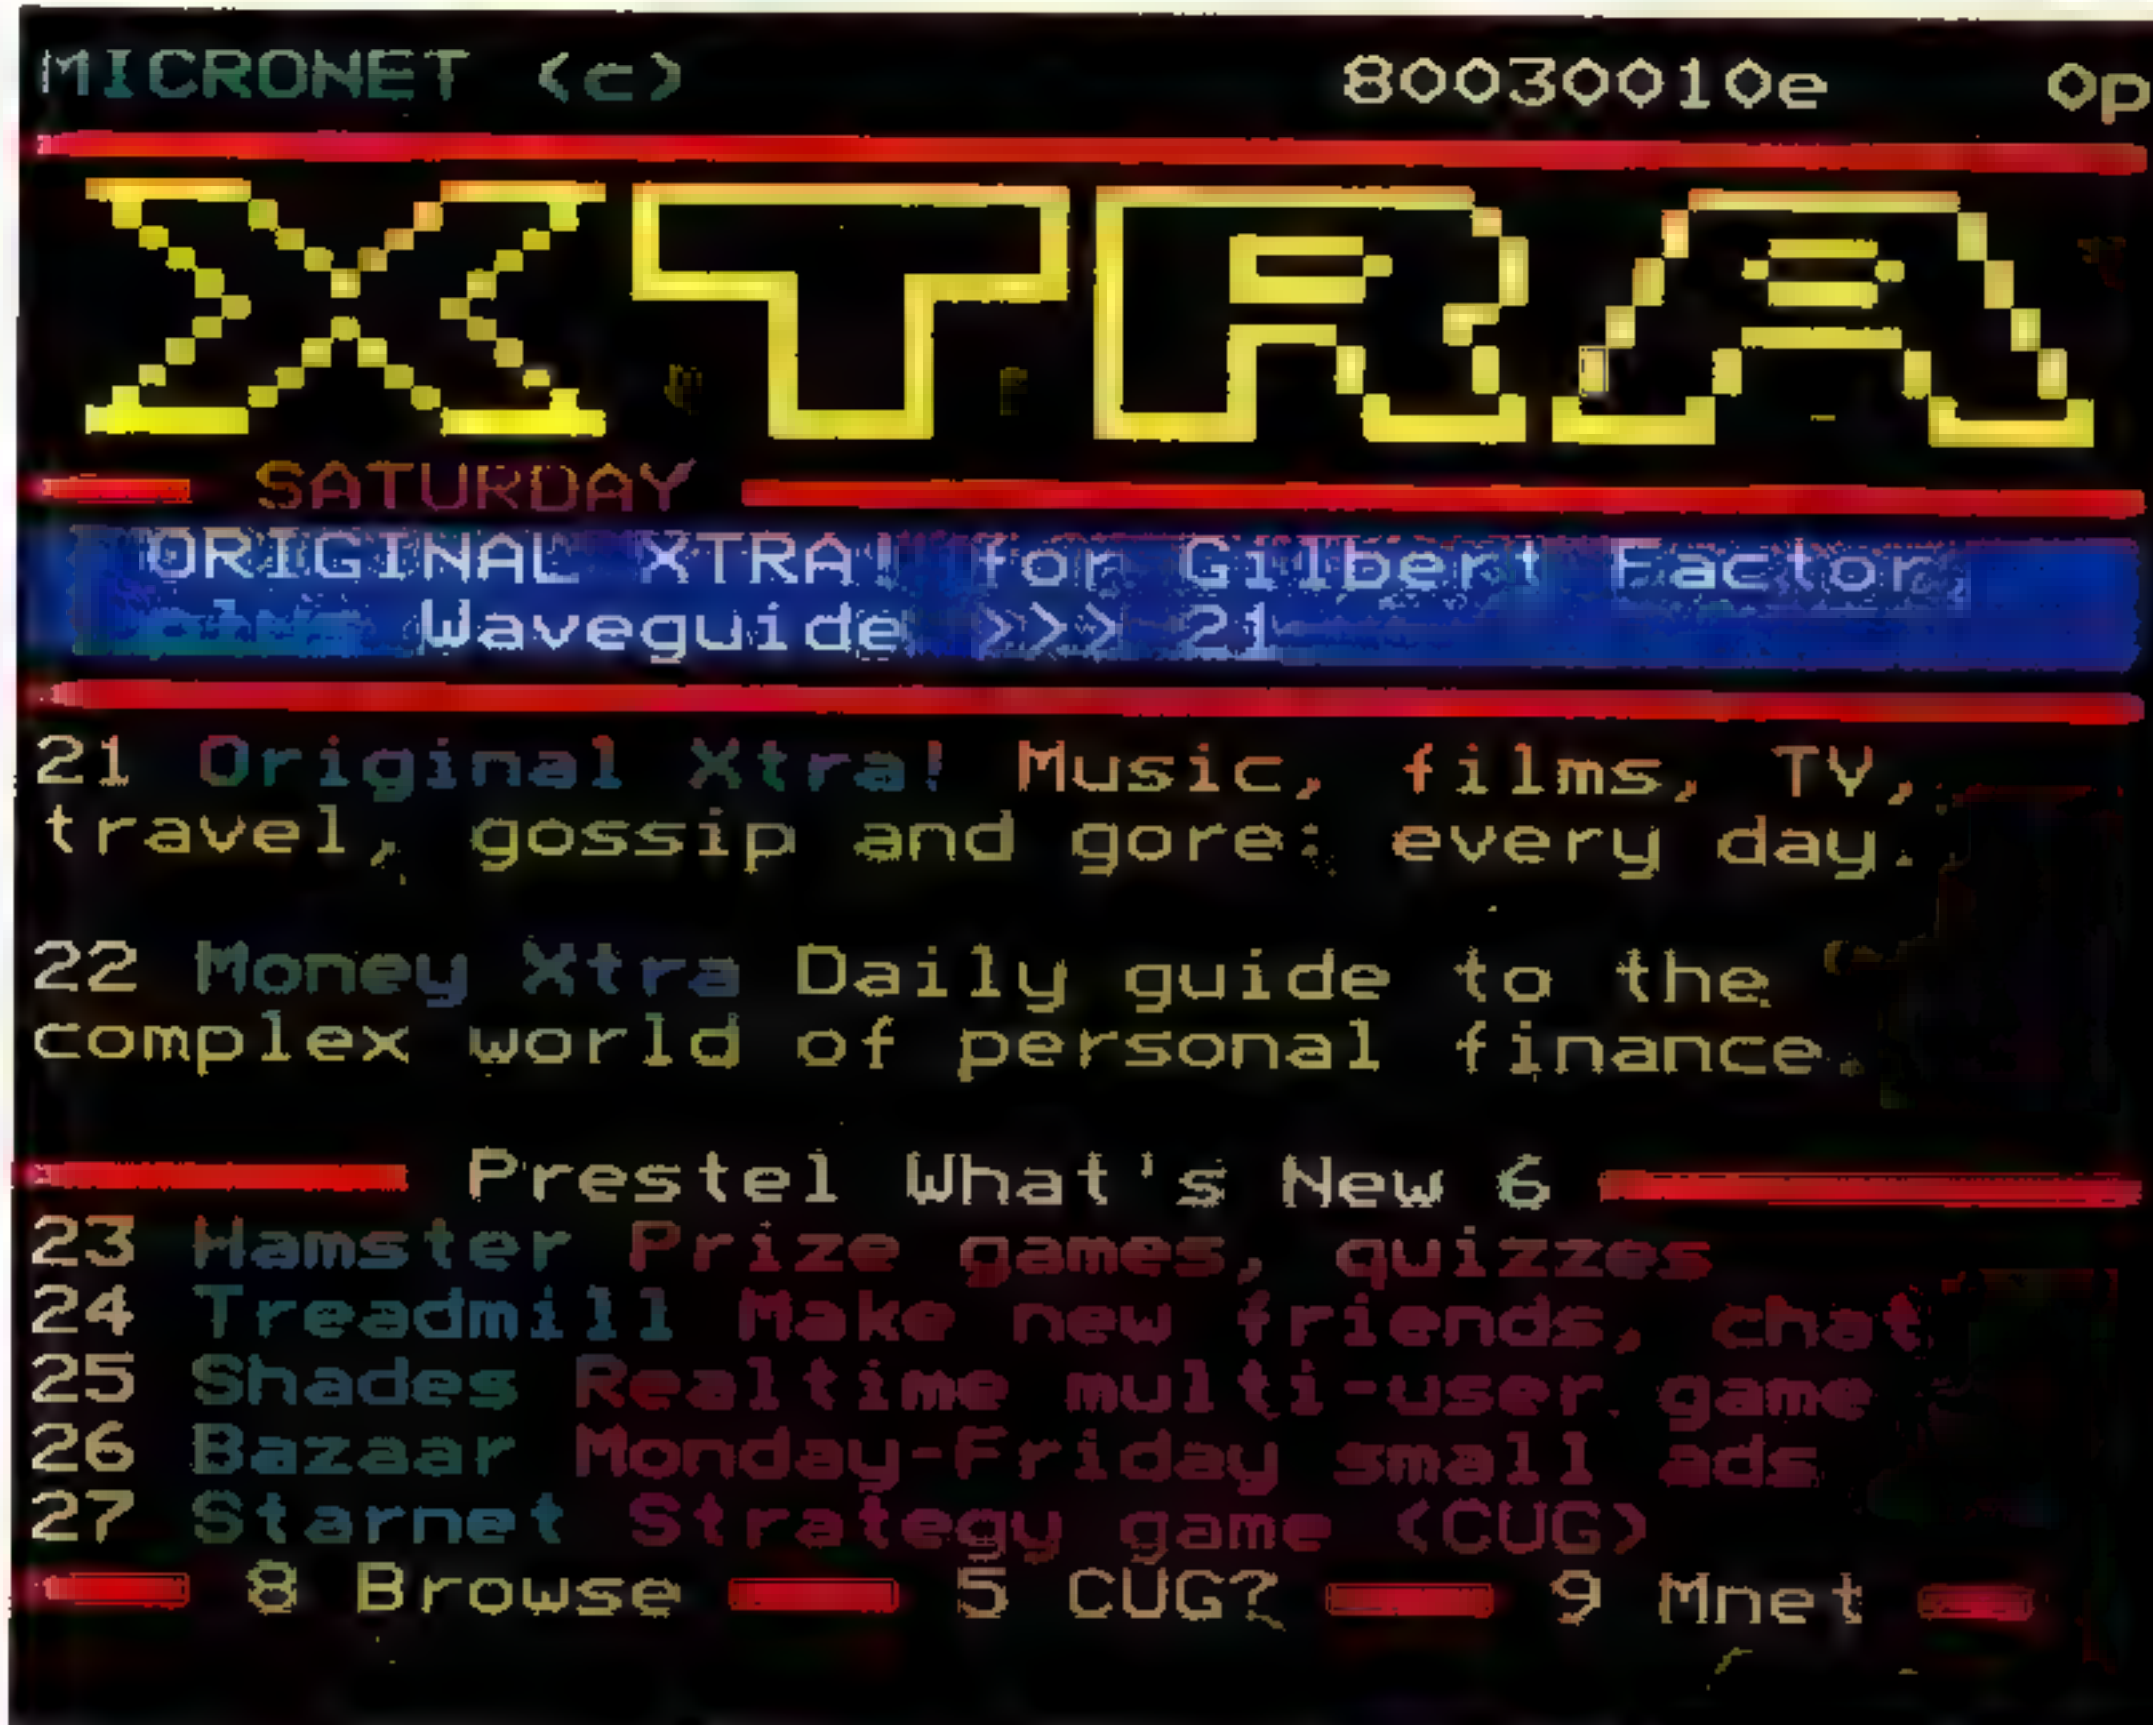 MICRONET (c) 80030010e 0p
XTRA
SATURDAY
ORIGINAL XTRA! for Gilbert Factor
Waveguide >>> 21
21 Original Xtra! Music, films, TV,
travel, gossip and gore: every day.
22 Money Xtra Daily guide to the
complex world of personal finance.
Prestel What's New 6
23 Hamster Prize games, quizzes
24 Treadmill Make new friends, chat
25 Shades Realtime multi-user game
26 Bazaar Monday-Friday small ads
27 Starnet Strategy game (CUG)
8 Browse 5 CUG? 9 Mnet